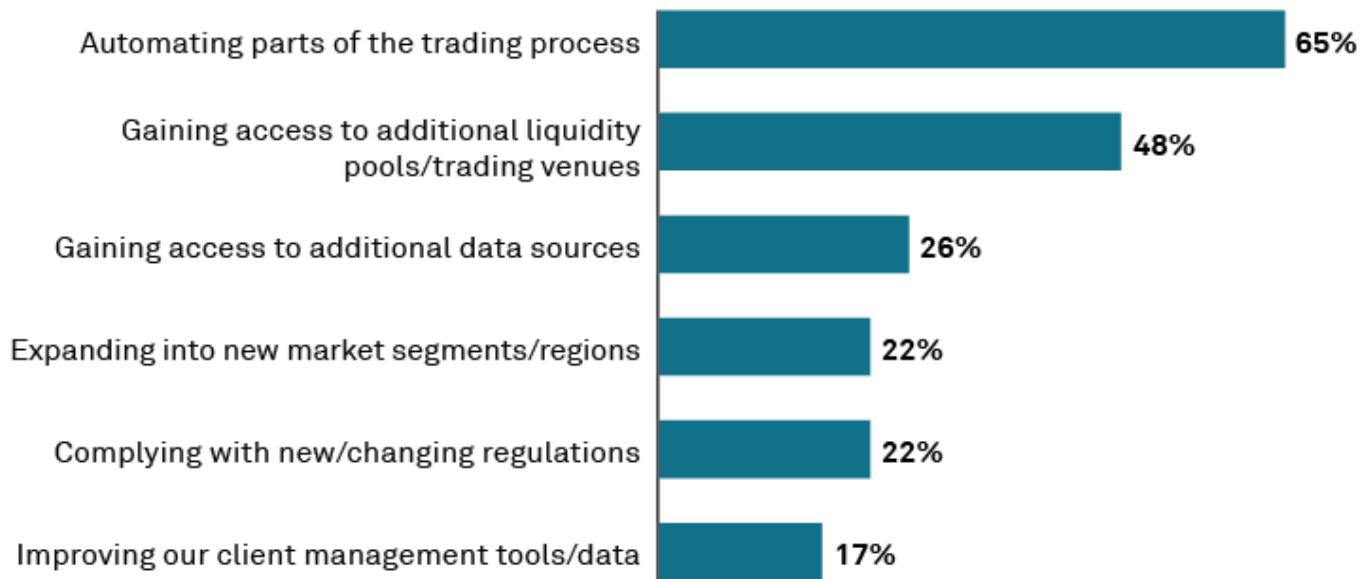 Automating parts of the trading process 65%
Gaining access to additional liquidity
pools/trading venues 48%
Gaining access to additional data sources 26%
Expanding into new market segments/regions 22%
Complying with new/changing regulations 22%
Improving our client management tools/data 17%